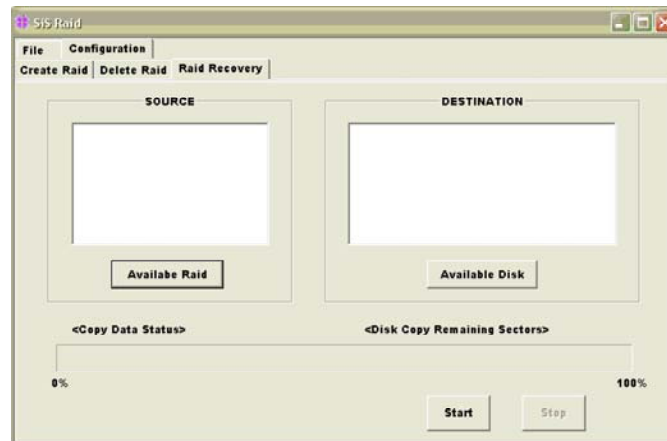 SiS Raid
File Configuration
Create Raid Delete Raid Raid Recovery
SOURCE DESTINATION
Availabe Raid Available Disk
<Copy Data Status> <Disk Copy Remaining Sectors>
0% 100%
Start Stop